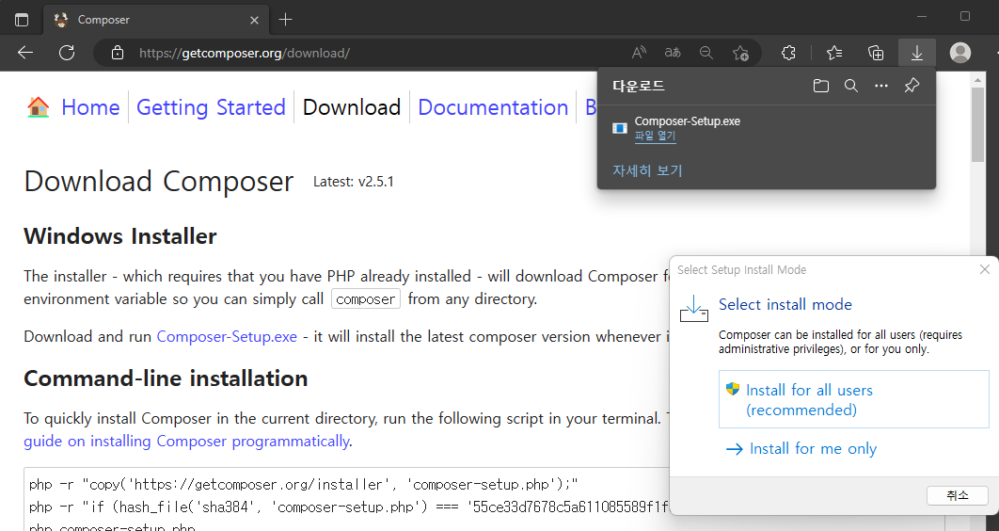 Composer
https://getcomposer.org/download/
다운로드
Composer-Setup.exe
파일 열기
자세히 보기
Home
Getting Started
Download
Documentation
B
Download Composer Latest: v2.5.1
Windows Installer
The installer - which requires that you have PHP already installed - will download Composer
environment variable so you can simply call composer from any directory.
Download and run Composer-Setup.exe - it will install the latest composer version whenever
Command-line installation
To quickly install Composer in the current directory, run the following script in your terminal.
guide on installing Composer programmatically.
php -r "copy('https://getcomposer.org/installer', 'composer-setup.php');"
php -r "if (hash_file('sha384', 'composer-setup.php') === '55ce33d7678c5a611085589f1f
php composer-setup.php
Select Setup Install Mode
Select install mode
Composer can be installed for all users (requires
administrative privileges), or for you only.
Install for all users
(recommended)
Install for me only
취소